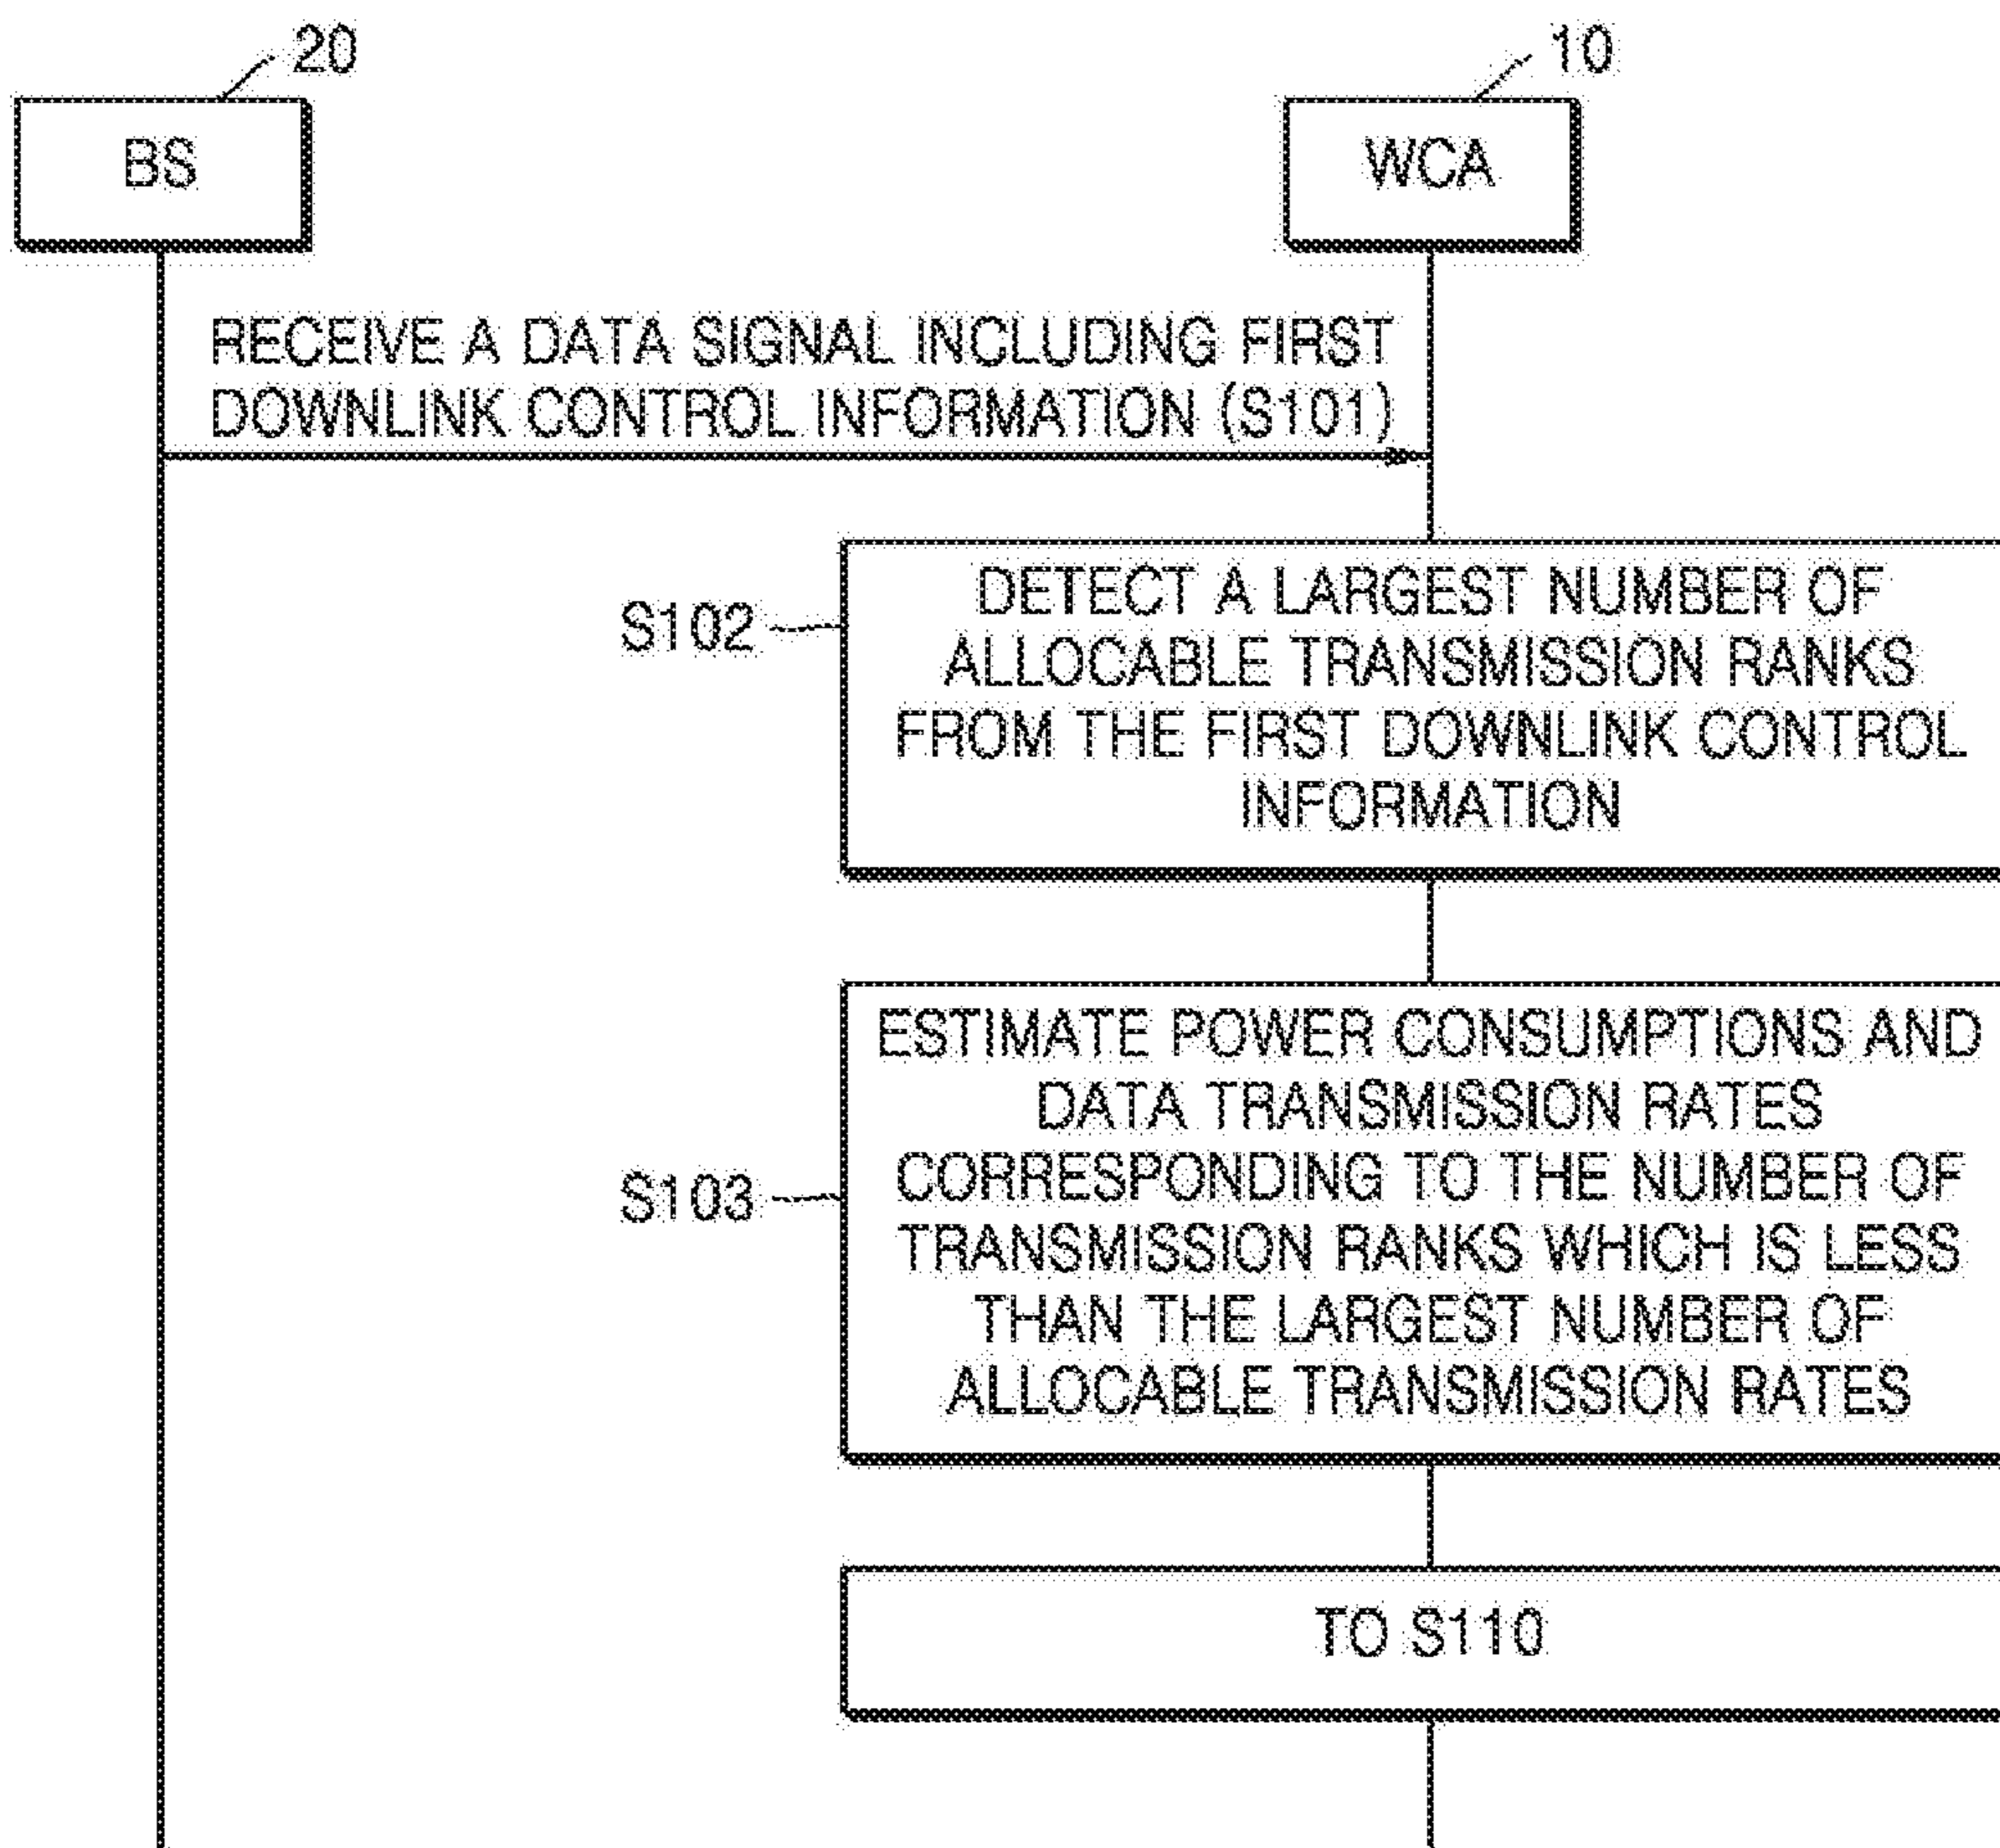 20
10
BS
WCA
RECEIVE A DATA SIGNAL INCLUDING FIRST
DOWNLINK CONTROL INFORMATION (S101)
S102
DETECT A LARGEST NUMBER OF
ALLOCABLE TRANSMISSION RANKS
FROM THE FIRST DOWNLINK CONTROL
INFORMATION
S103
ESTIMATE POWER CONSUMPTIONS AND
DATA TRANSMISSION RATES
CORRESPONDING TO THE NUMBER OF
TRANSMISSION RANKS WHICH IS LESS
THAN THE LARGEST NUMBER OF
ALLOCABLE TRANSMISSION RATES
TO S110